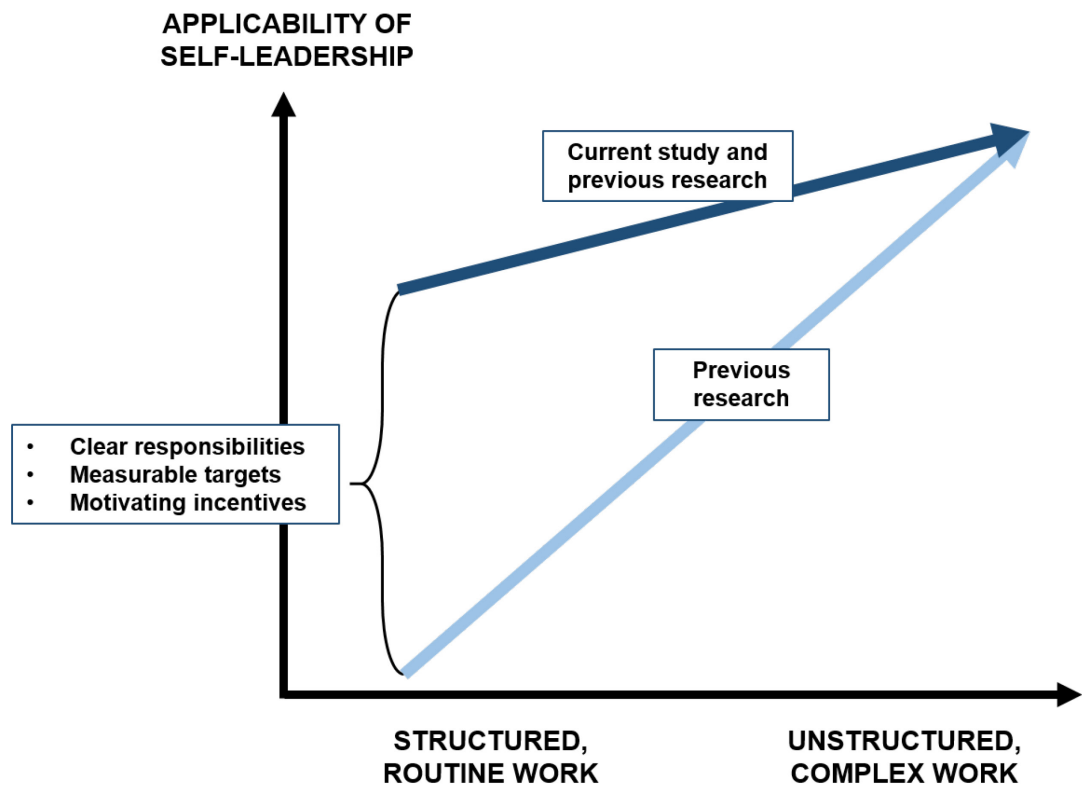 APPLICABILITY OF
SELF-LEADERSHIP
Current study and
previous research
Previous
research
• Clear responsibilities
• Measurable targets
• Motivating incentives
STRUCTURED,
ROUTINE WORK
UNSTRUCTURED,
COMPLEX WORK